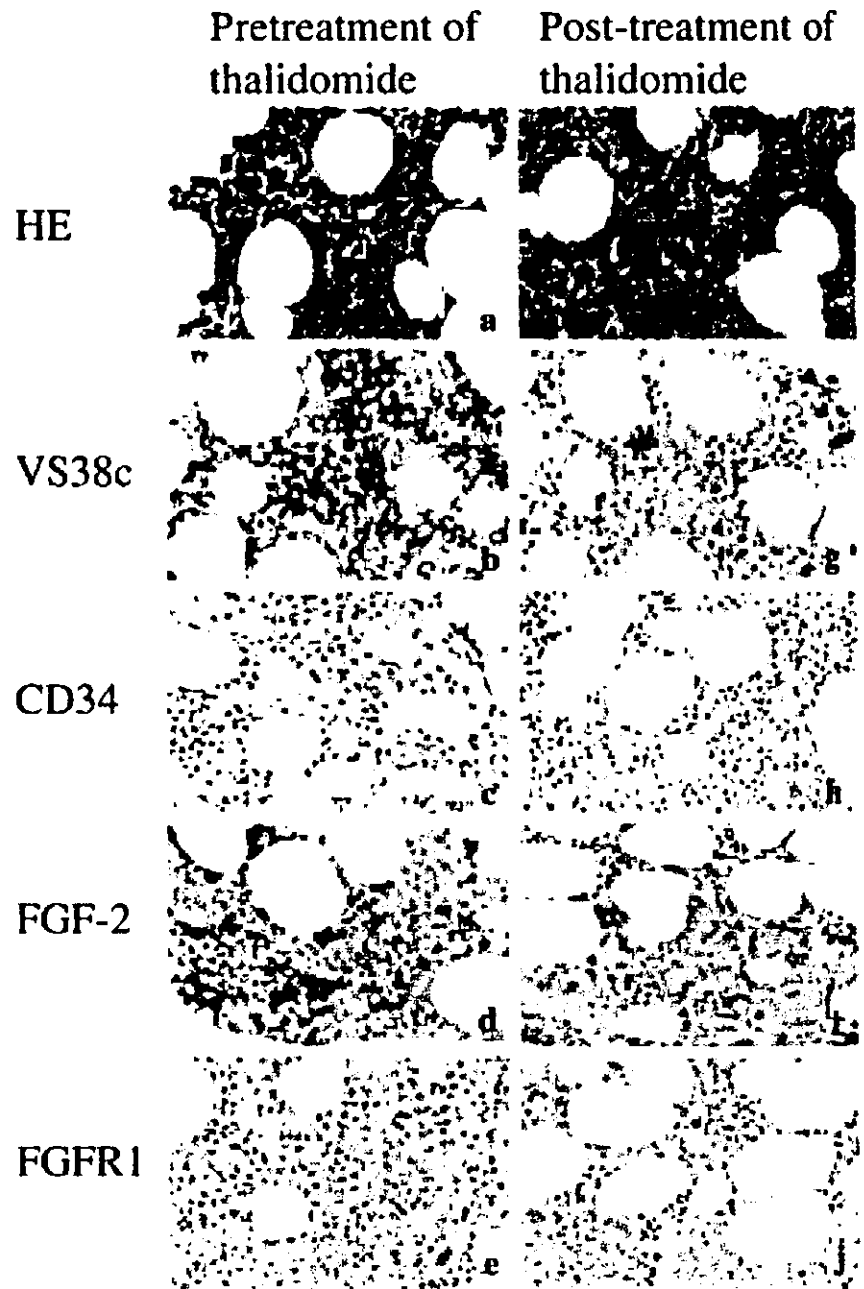 Pretreatment of
thalidomide
Post-treatment of
thalidomide
HE
a
VS38c
b
g
CD34
c
h
FGF-2
d
FGFR1
e
j